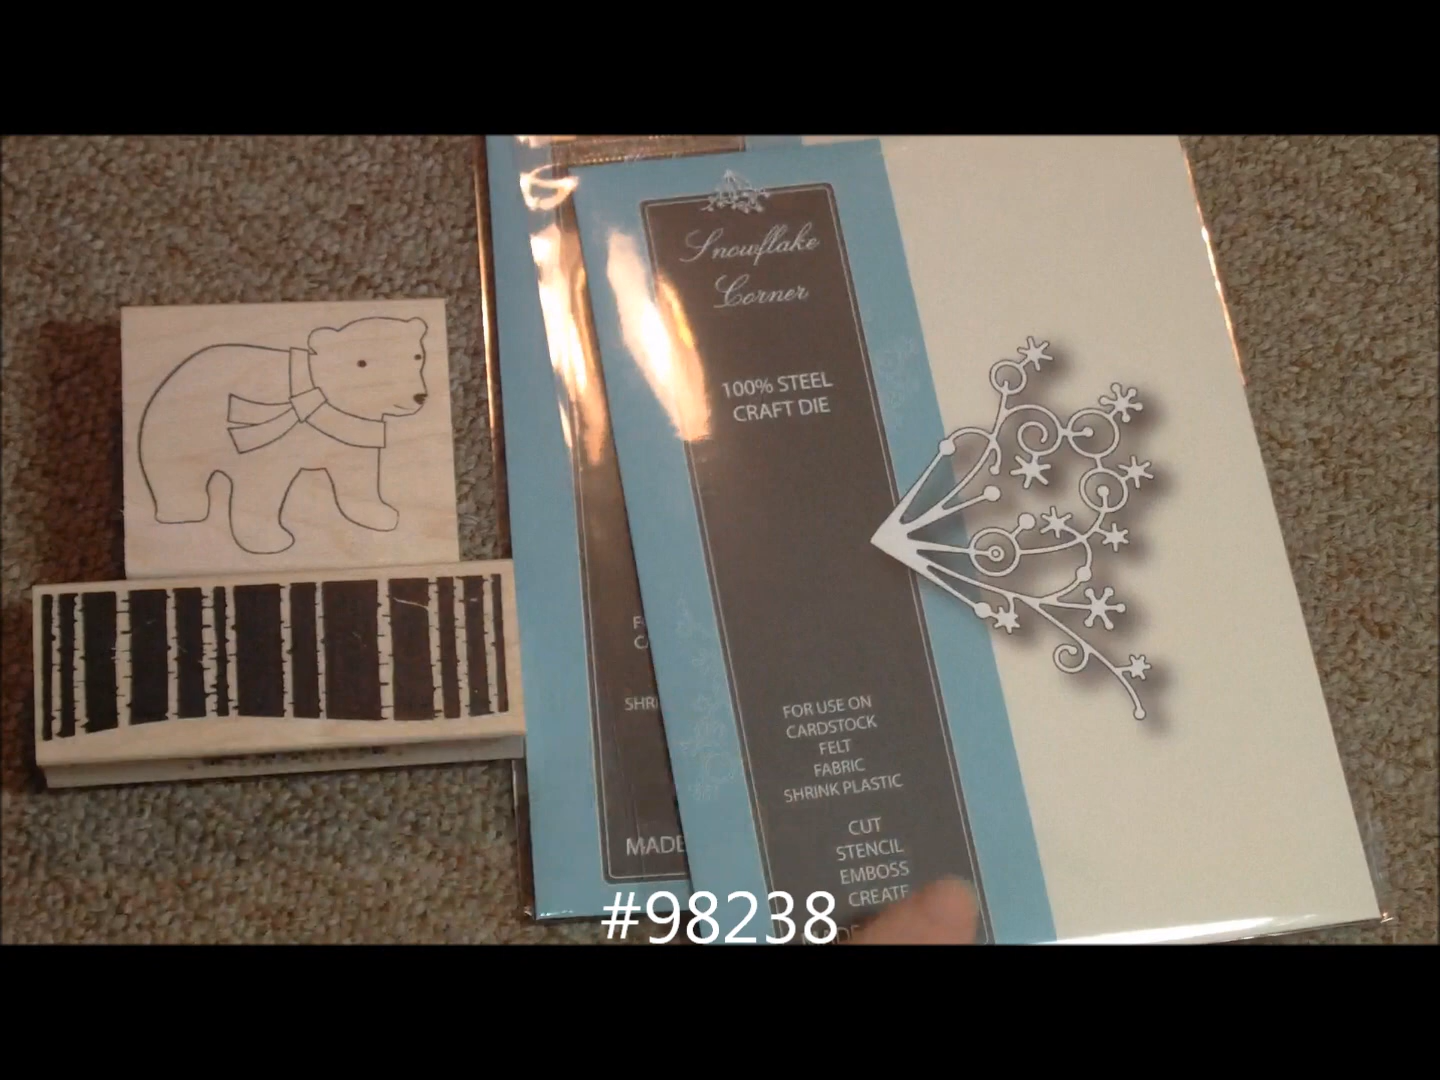 Snowflake
Corner
100% STEEL
CRAFT DIE
FOR USE ON
CARDSTOCK
FELT
FABRIC
SHRINK PLASTIC
CUT
STENCIL
EMBOSS
CREATE
MADE
MADE
#98238